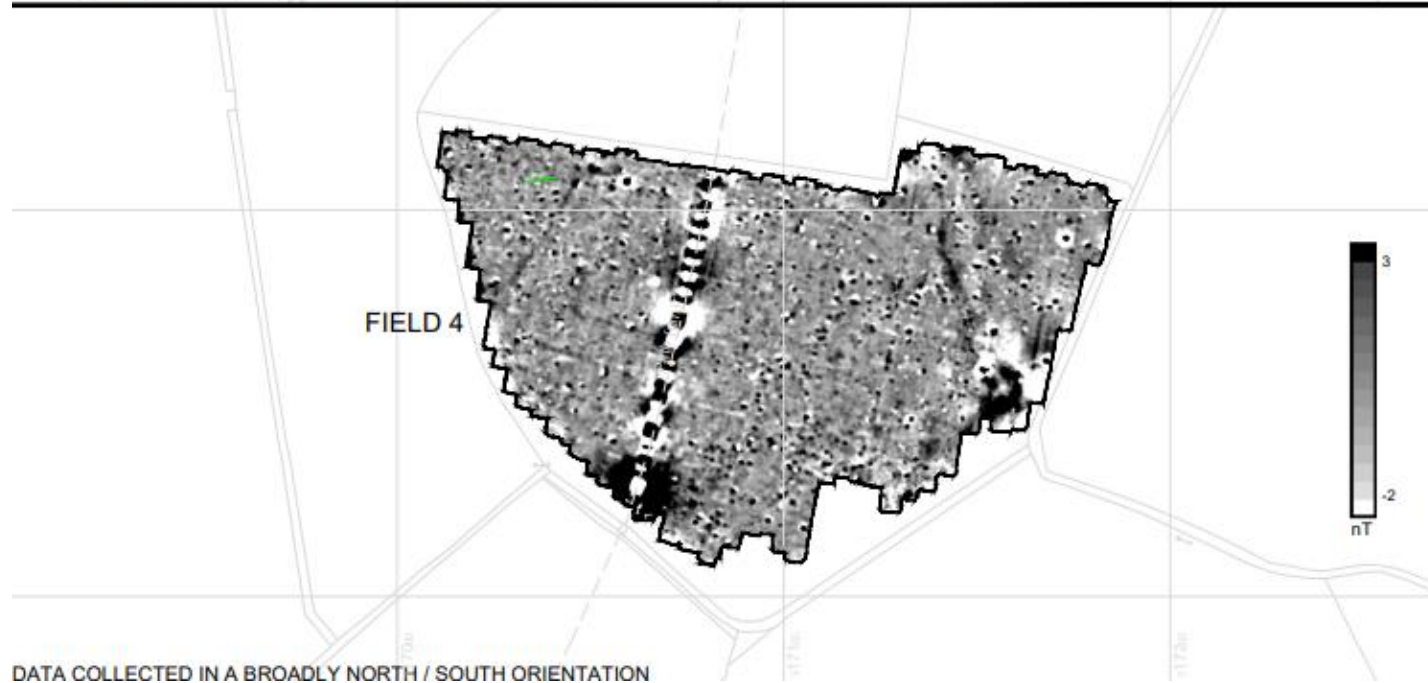 FIELD 4
3
-2
nT
DATA COLLECTED IN A BROADLY NORTH / SOUTH ORIENTATION